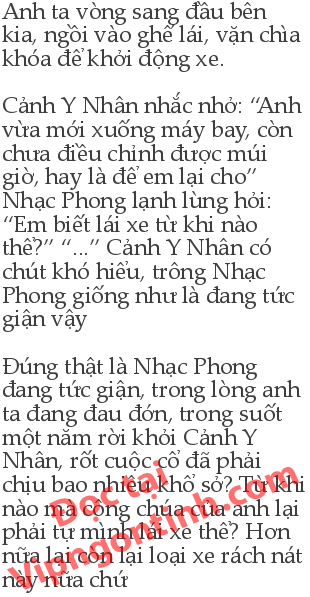 Anh ta vòng sang đầu bên
kia, ngồi vào ghế lái, vặn chìa
khóa để khởi động xe.
Cảnh Y Nhân nhắc nhở: “Anh
vừa mới xuống máy bay, còn
chưa điều chỉnh được múi
giờ, hay là để em lại cho”
Nhạc Phong lạnh lùng hỏi:
“Em biết lái xe từ khi nào
thế?” “...” Cảnh Y Nhân có
chút khó hiểu, trông Nhạc
Phong giống như là đang tức
giận vậy
Đúng thật là Nhạc Phong
đang tức giận, trong lòng anh
ta đang đau đớn, trong suốt
một năm rời khỏi Cảnh Y
Nhân, rốt cuộc cổ đã phải
chịu bao nhiêu khổ sở? Từ khi
nào mà công chúa của anh lại
phải tự mình lái xe thế? Hơn
nữa lại còn lại loại xe rách nát
này nữa chứ
Đọc tại
Vipngontinh.com